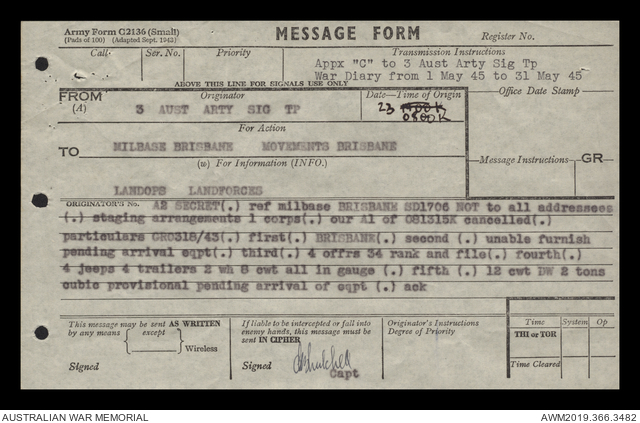 Army Form C2136 (Small)
(Pads of 100) (Adapted Sept. 1943)
MESSAGE FORM
Register No.
Call Ser. No. Priority Transmission Instructions
Appx "C" to 3 Aust Arty Sig Tp
War Diary from 1 May 45 to 31 May 45
ABOVE THIS LINE FOR SIGNALS USE ONLY
FROM Originator Date—Time of Origin Office Date Stamp
(A) 3 AUST ARTY SIG TP 23
0500K
For Action
TO MILBASE BRISBANE MOVEMENTS BRISBANE
(w) For Information (INFO.) Message Instructions GR
LANDOPS LANDFORCES
ORIGINATOR'S No. A2 SECRET(.) ref milbase BRISBANE SD1706 NOT to all addressees
(.) staging arrangements 1 corps(.) our A1 of 081315K cancelled(.)
particulars GRO318/43(.) first(.) BRISBANE(.) second (.) unable furnish
pending arrival eqpt(.) third(.) 4 offrs 34 rank and file(.) fourth(.)
4 jeeps 4 trailers 2 wh 8 cwt all in gauge (.) fifth (.) 12 cwt DW 2 tons
cubic provisional pending arrival of eqpt (.) ack
This message may be sent AS WRITTEN
by any means except
Wireless
Signed
If liable to be intercepted or fall into
enemy hands, this message must be
sent IN CIPHER
Signed
Capt
Originator's Instructions
Degree of Priority
Time System Op
THI or TOR
Time Cleared
AUSTRALIAN WAR MEMORIAL AWM2019.366.3482